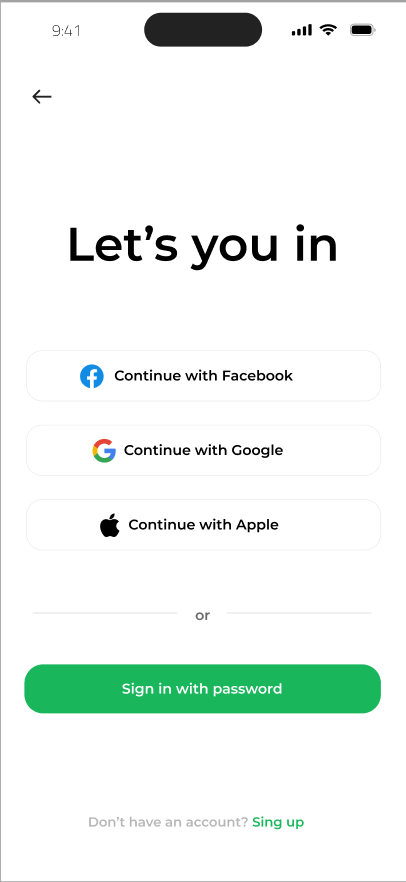 9:41
Let’s you in
Continue with Facebook
Continue with Google
Continue with Apple
or
Sign in with password
Don’t have an account? Sing up